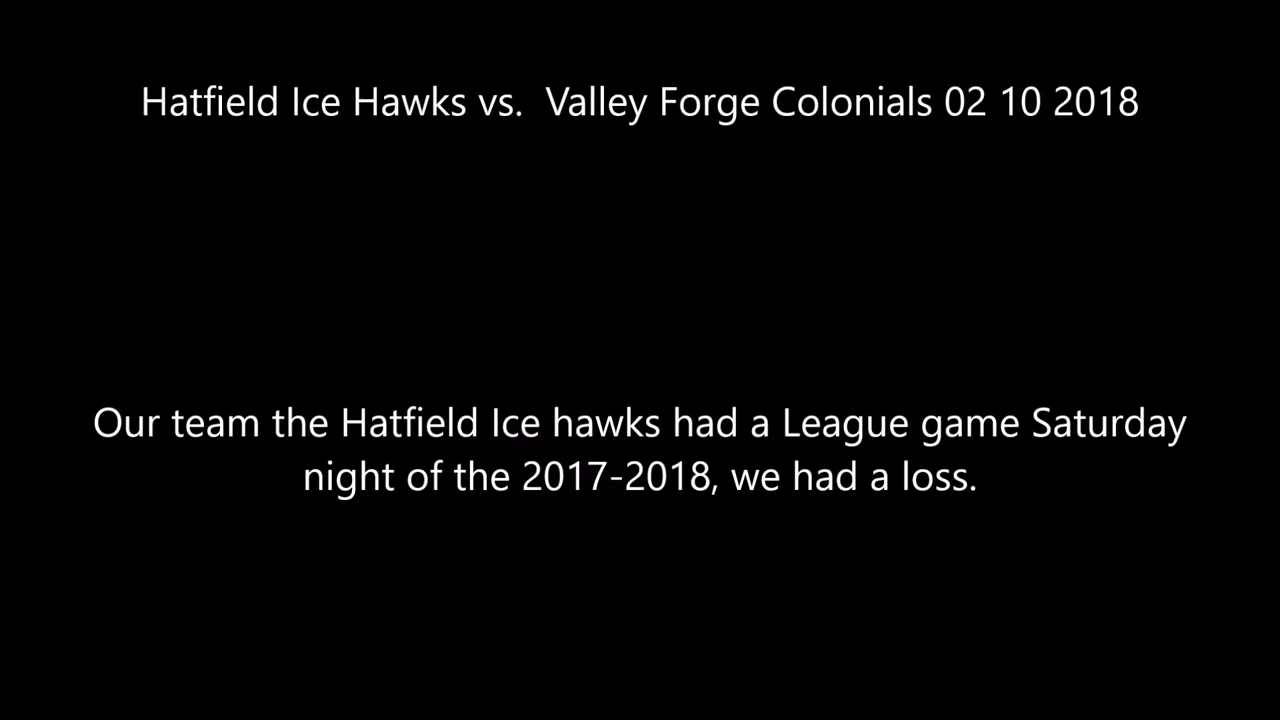 Hatfield Ice Hawks vs.  Valley Forge Colonials 02 10 2018
Our team the Hatfield Ice hawks had a League game Saturday
night of the 2017-2018, we had a loss.